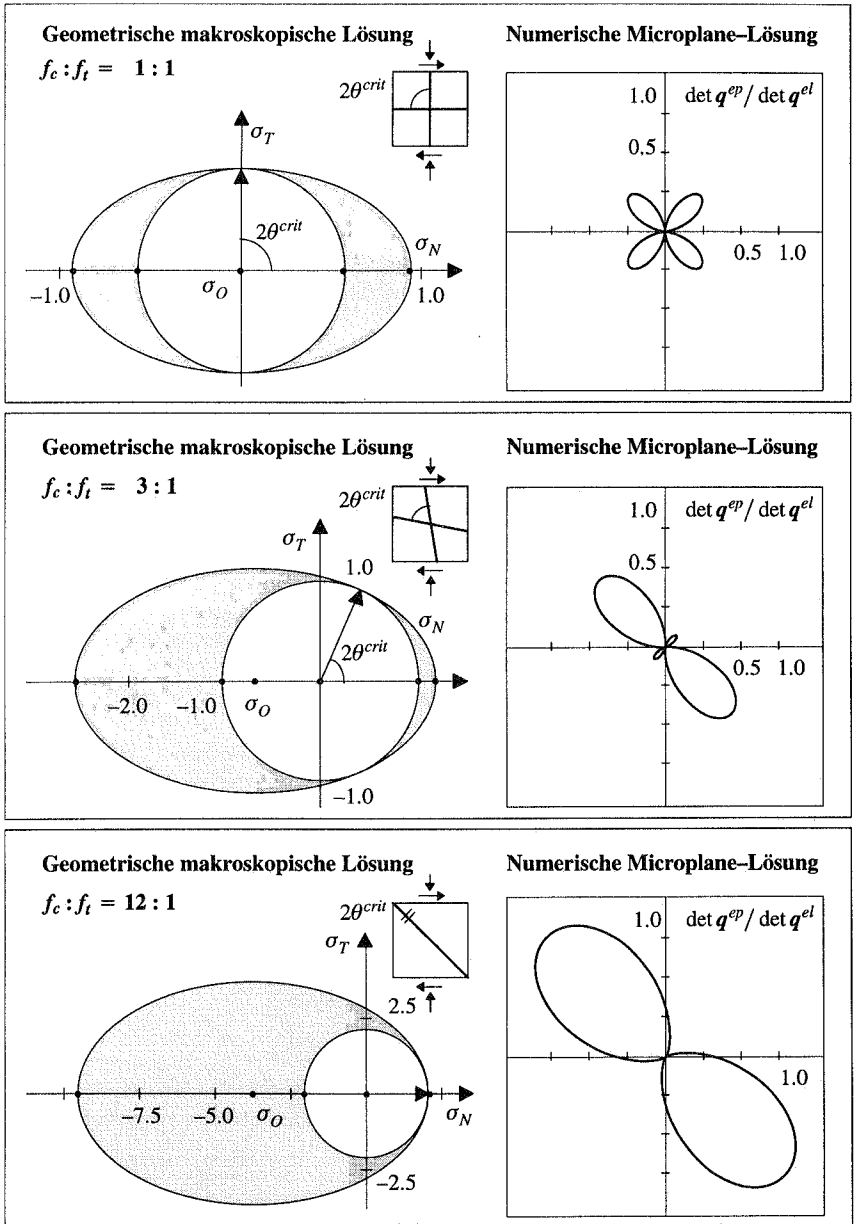 Geometrische makroskopische Lösung
f_c : f_t = 1 : 1
2θ^crit
σ_T
2θ^crit
σ_N
σ_O
–1.0
1.0
Numerische Microplane–Lösung
1.0
det q^ep / det q^el
0.5
0.5
1.0
Geometrische makroskopische Lösung
f_c : f_t = 3 : 1
2θ^crit
σ_T
1.0
σ_N
2θ^crit
–2.0
–1.0
σ_O
–1.0
Numerische Microplane–Lösung
1.0
det q^ep / det q^el
0.5
0.5
1.0
Geometrische makroskopische Lösung
f_c : f_t = 12 : 1
2θ^crit
σ_T
2.5
–7.5
–5.0
σ_O
σ_N
–2.5
Numerische Microplane–Lösung
1.0
det q^ep / det q^el
1.0